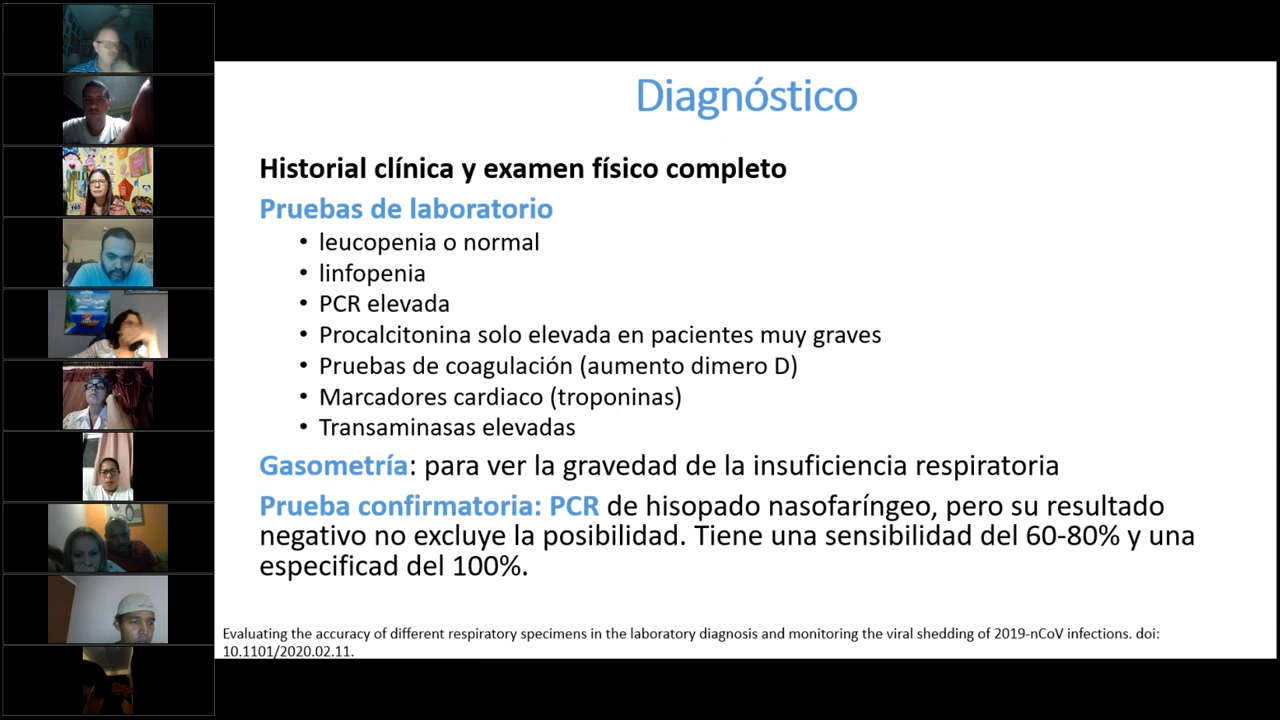 Diagnóstico
Historial clínica y examen físico completo
Pruebas de laboratorio
• leucopenia o normal
• linfopenia
• PCR elevada
• Procalcitonina solo elevada en pacientes muy graves
• Pruebas de coagulación (aumento dimero D)
• Marcadores cardiaco (troponinas)
• Transaminasas elevadas
Gasometría: para ver la gravedad de la insuficiencia respiratoria
Prueba confirmatoria: PCR de hisopado nasofaríngeo, pero su resultado
negativo no excluye la posibilidad. Tiene una sensibilidad del 60-80% y una
especificad del 100%.
Evaluating the accuracy of different respiratory specimens in the laboratory diagnosis and monitoring the viral shedding of 2019-nCoV infections. doi:
10.1101/2020.02.11.